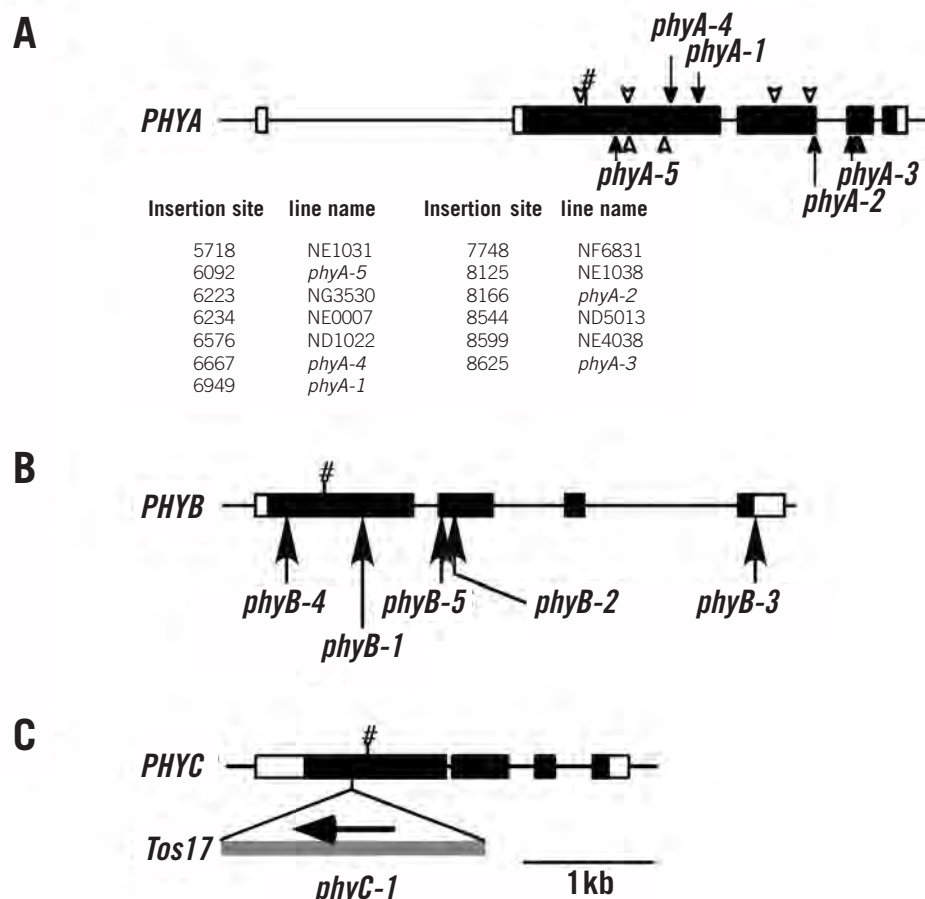 A
phyA-4
phyA-1
#
PHYA
phyA-5
phyA-3
phyA-2
Insertion site line name Insertion site line name
5718 NE1031 7748 NF6831
6092 phyA-5 8125 NE1038
6223 NG3530 8166 phyA-2
6234 NE0007 8544 ND5013
6576 ND1022 8599 NE4038
6667 phyA-4 8625 phyA-3
6949 phyA-1
B
#
PHYB
phyB-4 phyB-5 phyB-2 phyB-3
phyB-1
C
#
PHYC
Tos17
phyC-1 1kb